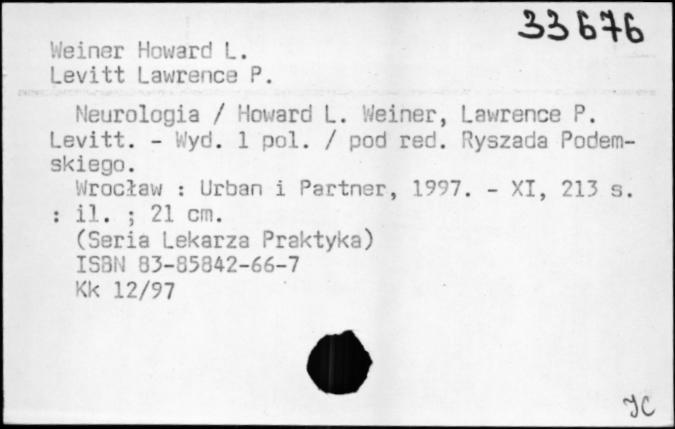 33676
Weiner Howard L.
Levitt Lawrence P.
Neurologia / Howard L. Weiner, Lawrence P.
Levitt. - Wyd. 1 pol. / pod red. Ryszada Podem-
skiego.
Wrocław : Urban i Partner, 1997. - XI, 213 s.
: il. ; 21 cm.
(Seria Lekarza Praktyka)
ISBN 83-85842-66-7
Kk 12/97
JC